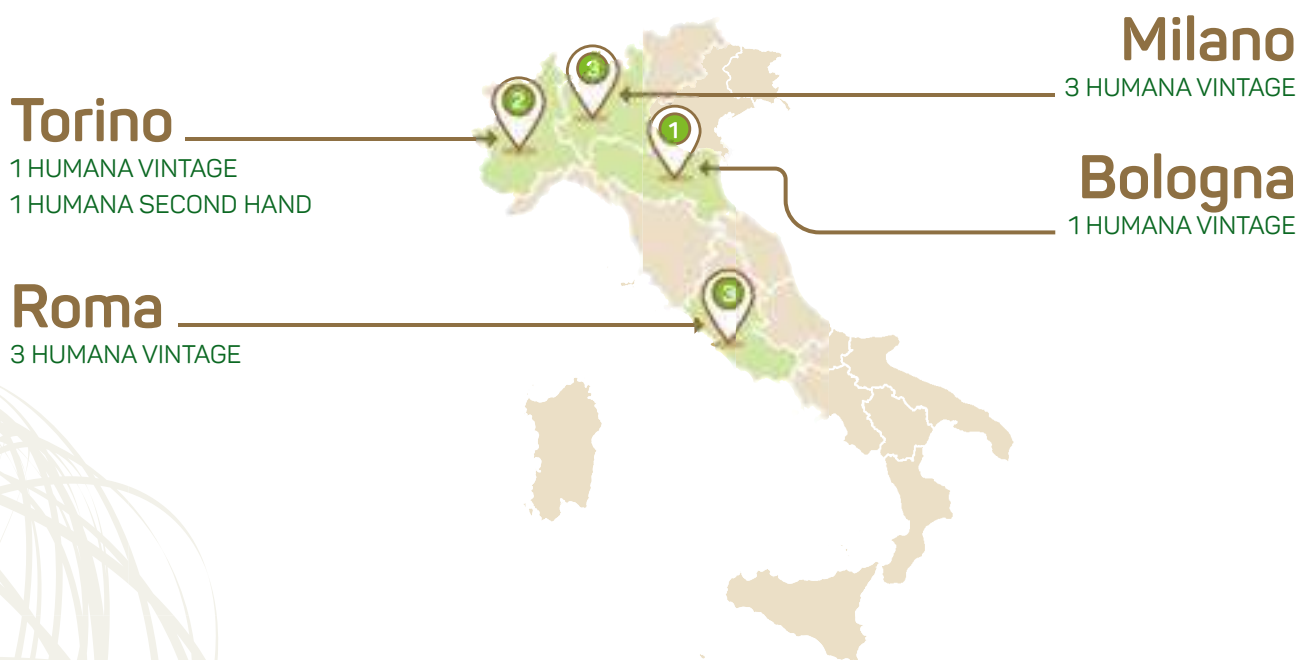 Milano
3 HUMANA VINTAGE
Torino
1 HUMANA VINTAGE
1 HUMANA SECOND HAND
Bologna
1 HUMANA VINTAGE
Roma
3 HUMANA VINTAGE
3
2
1
3